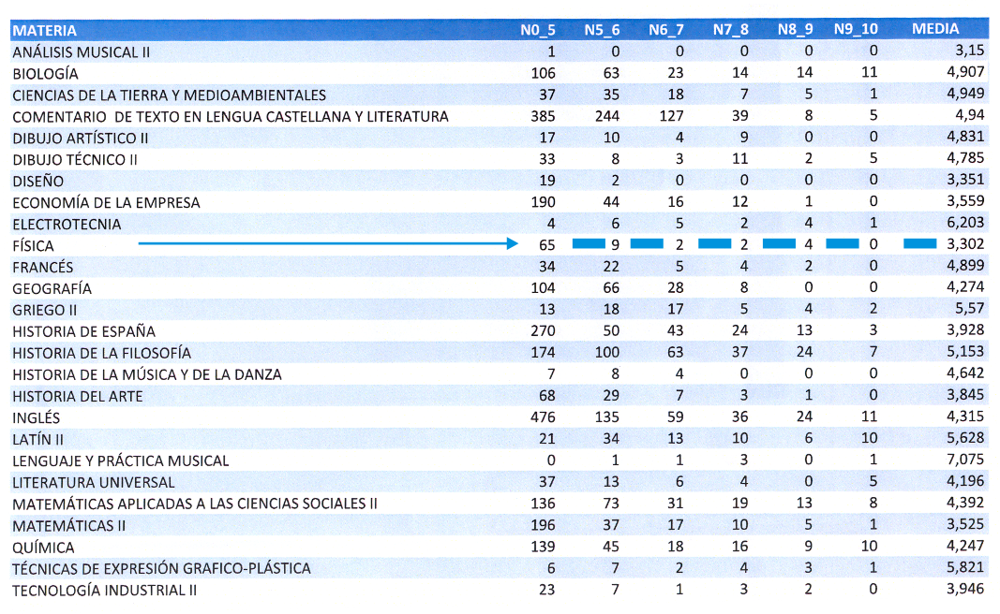 MATERIA N0_5 N5_6 N6_7 N7_8 N8_9 N9_10 MEDIA
ANÁLISIS MUSICAL II 1 0 0 0 0 0 3,15
BIOLOGÍA 106 63 23 14 14 11 4,907
CIENCIAS DE LA TIERRA Y MEDIOAMBIENTALES 37 35 18 7 5 1 4,949
COMENTARIO DE TEXTO EN LENGUA CASTELLANA Y LITERATURA 385 244 127 39 8 5 4,94
DIBUJO ARTÍSTICO II 17 10 4 9 0 0 4,831
DIBUJO TÉCNICO II 33 8 3 11 2 5 4,785
DISEÑO 19 2 0 0 0 0 3,351
ECONOMÍA DE LA EMPRESA 190 44 16 12 1 0 3,559
ELECTROTECNIA 4 6 5 2 4 1 6,203
FÍSICA 65 9 2 2 4 0 3,302
FRANCÉS 34 22 5 4 2 0 4,899
GEOGRAFÍA 104 66 28 8 0 0 4,274
GRIEGO II 13 18 17 5 4 2 5,57
HISTORIA DE ESPAÑA 270 50 43 24 13 3 3,928
HISTORIA DE LA FILOSOFÍA 174 100 63 37 24 7 5,153
HISTORIA DE LA MÚSICA Y DE LA DANZA 7 8 4 0 0 0 4,642
HISTORIA DEL ARTE 68 29 7 3 1 0 3,845
INGLÉS 476 135 59 36 24 11 4,315
LATÍN II 21 34 13 10 6 10 5,628
LENGUAJE Y PRÁCTICA MUSICAL 0 1 1 3 0 1 7,075
LITERATURA UNIVERSAL 37 13 6 4 0 5 4,196
MATEMÁTICAS APLICADAS A LAS CIENCIAS SOCIALES II 136 73 31 19 13 8 4,392
MATEMÁTICAS II 196 37 17 10 5 1 3,525
QUÍMICA 139 45 18 16 9 10 4,247
TÉCNICAS DE EXPRESIÓN GRAFICO-PLÁSTICA 6 7 2 4 3 1 5,821
TECNOLOGÍA INDUSTRIAL II 23 7 1 3 2 0 3,946